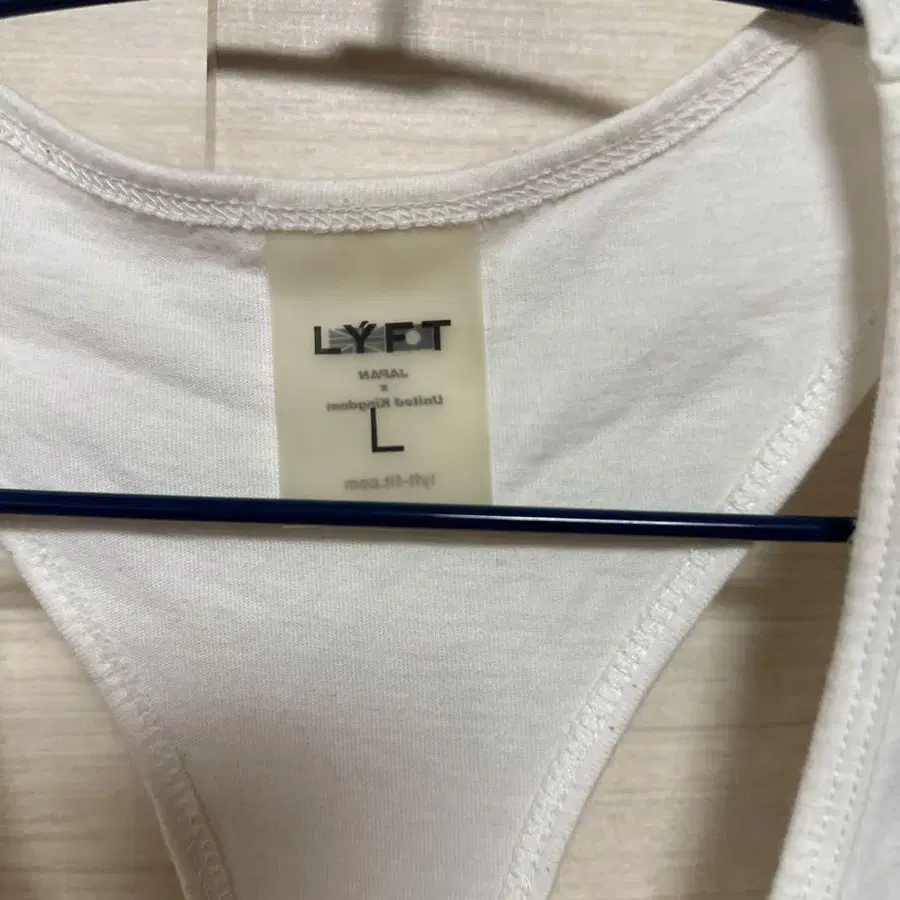 LÝFT
JAPAN
x
United Kingdom
L
lyft-fit.com